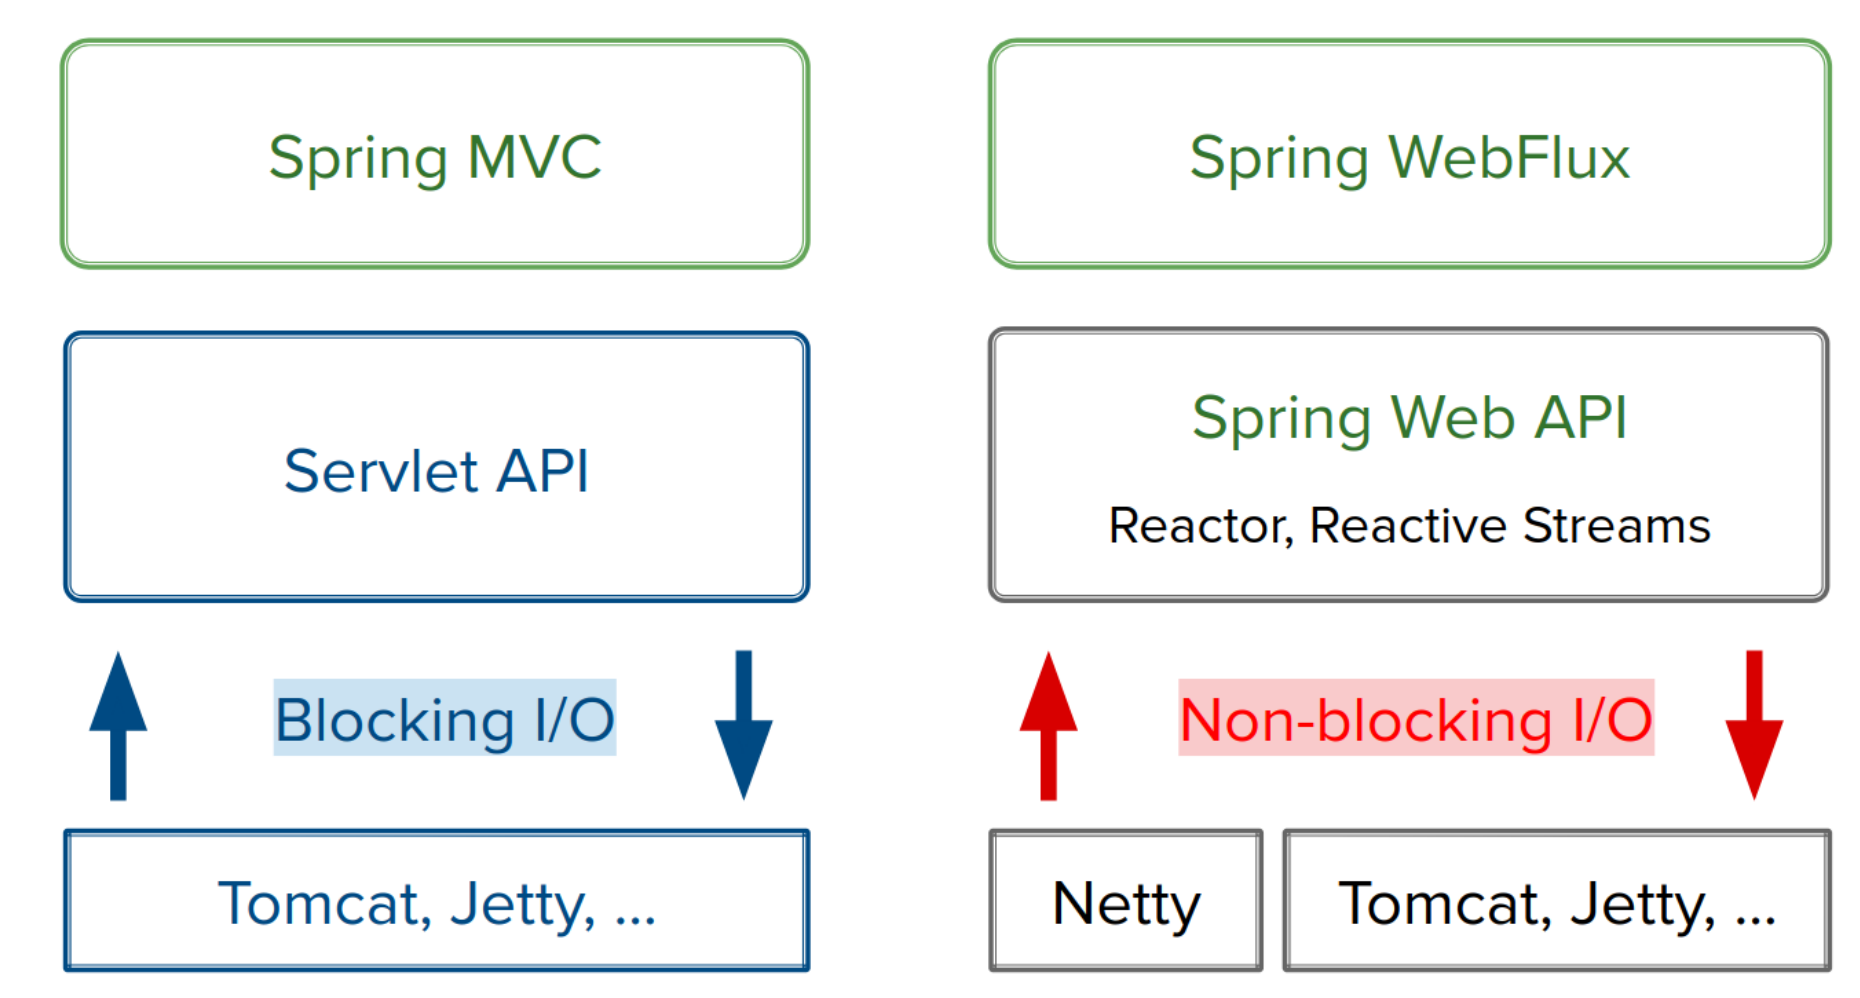 Spring MVC
Servlet API
Blocking I/O
Tomcat, Jetty, ...
Spring WebFlux
Spring Web API
Reactor, Reactive Streams
Non-blocking I/O
Netty
Tomcat, Jetty, ...